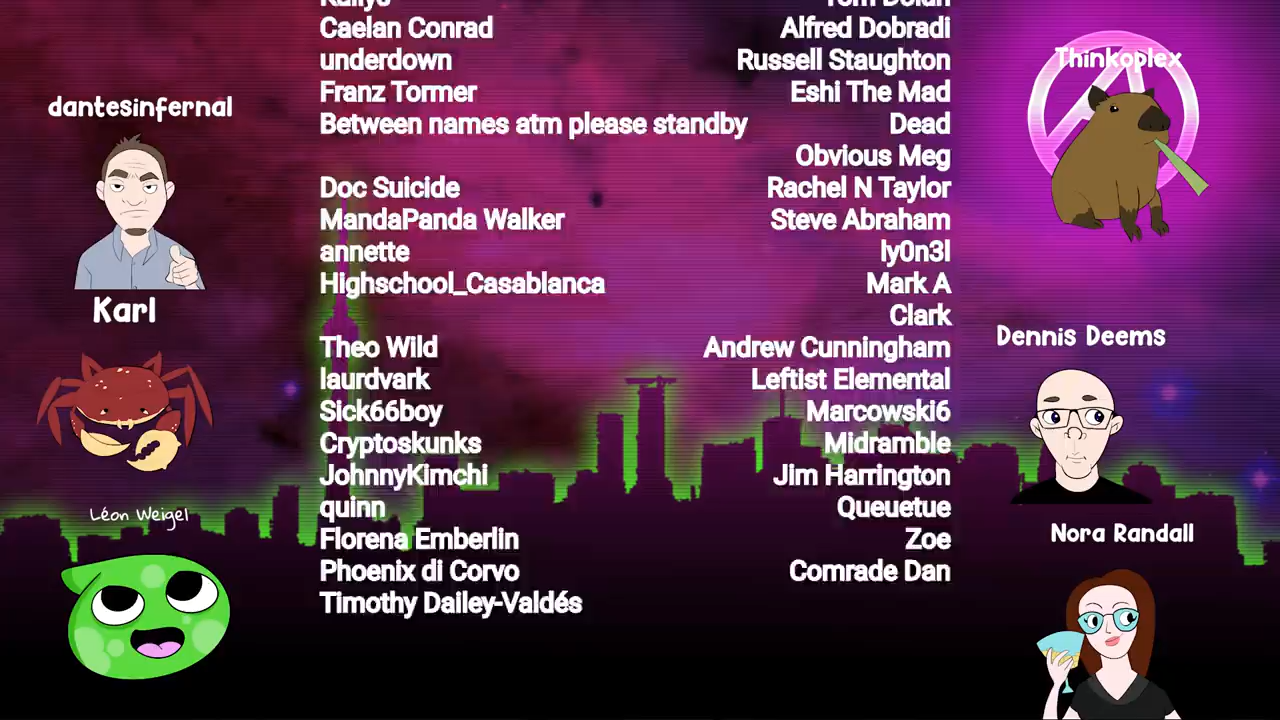 Caelan Conrad
underdown
Franz Tormer
Between names atm please standby
Doc Suicide
MandaPanda Walker
annette
Highschool_Casablanca
Theo Wild
laurdvark
Sick66boy
Cryptoskunks
JohnnyKimchi
quinn
Florena Emberlin
Phoenix di Corvo
Timothy Dailey-Valdés
Tom Dolan
Alfred Dobradi
Russell Staughton
Eshi The Mad
Dead
Obvious Meg
Rachel N Taylor
Steve Abraham
ly0n3l
Mark A
Clark
Andrew Cunningham
Leftist Elemental
Marcowski6
Midramble
Jim Harrington
Queuetue
Zoe
Comrade Dan
dantesinfernal
Karl
Léon Weigel
Thinkoplex
Dennis Deems
Nora Randall